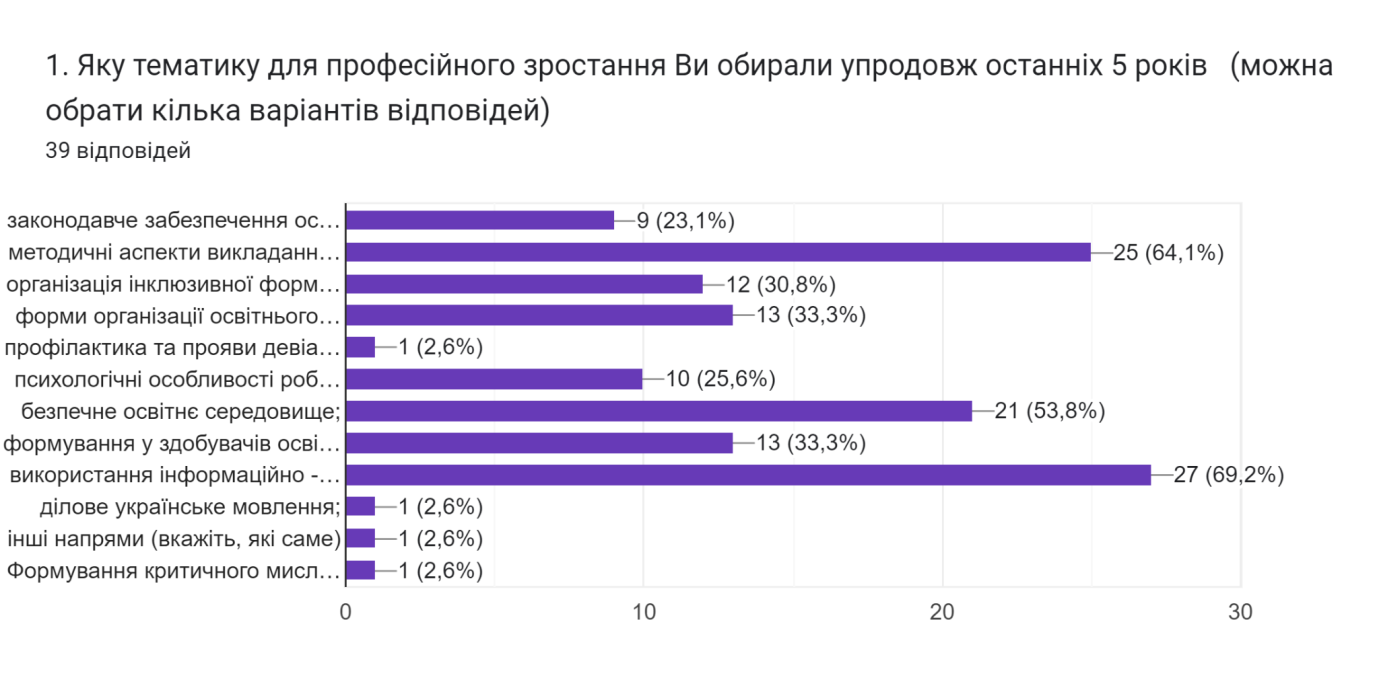 1. Яку тематику для професійного зростання Ви обирали упродовж останніх 5 років (можна
обрати кілька варіантів відповідей)
39 відповідей
законодавче забезпечення ос… 9 (23,1%)
методичні аспекти викладанн… 25 (64,1%)
організація інклюзивної форм… 12 (30,8%)
форми організації освітнього… 13 (33,3%)
профілактика та прояви девіа… 1 (2,6%)
психологічні особливості роб… 10 (25,6%)
безпечне освітнє середовище; 21 (53,8%)
формування у здобувачів осві… 13 (33,3%)
використання інформаційно -… 27 (69,2%)
ділове українське мовлення; 1 (2,6%)
інші напрями (вкажіть, які саме) 1 (2,6%)
Формування критичного мисл… 1 (2,6%)
0 10 20 30